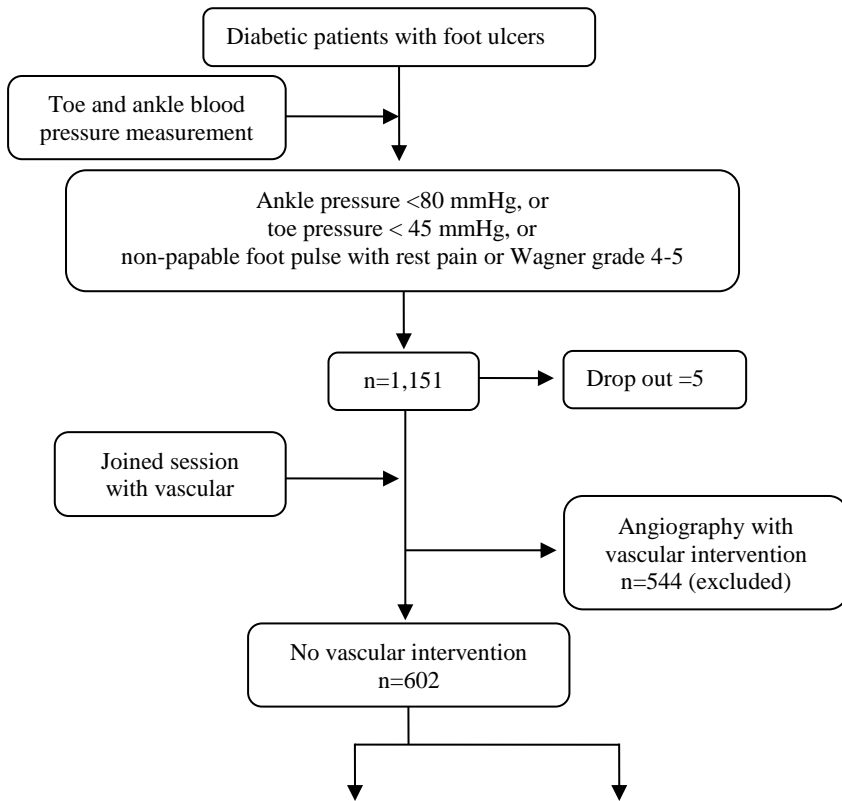 Diabetic patients with foot ulcers
Toe and ankle blood
pressure measurement
Ankle pressure <80 mmHg, or
toe pressure < 45 mmHg, or
non-papable foot pulse with rest pain or Wagner grade 4-5
n=1,151
Drop out =5
Joined session
with vascular
Angiography with
vascular intervention
n=544 (excluded)
No vascular intervention
n=602